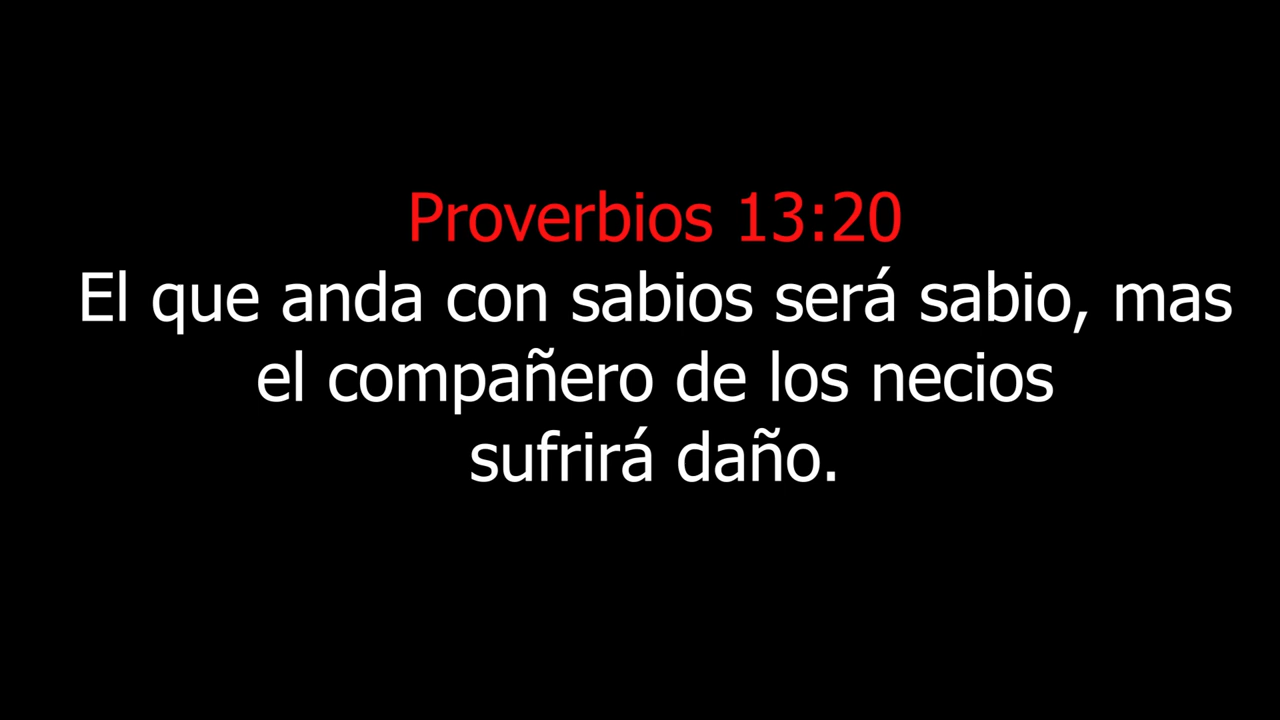 Proverbios 13:20
El que anda con sabios será sabio, mas
el compañero de los necios
sufrirá daño.